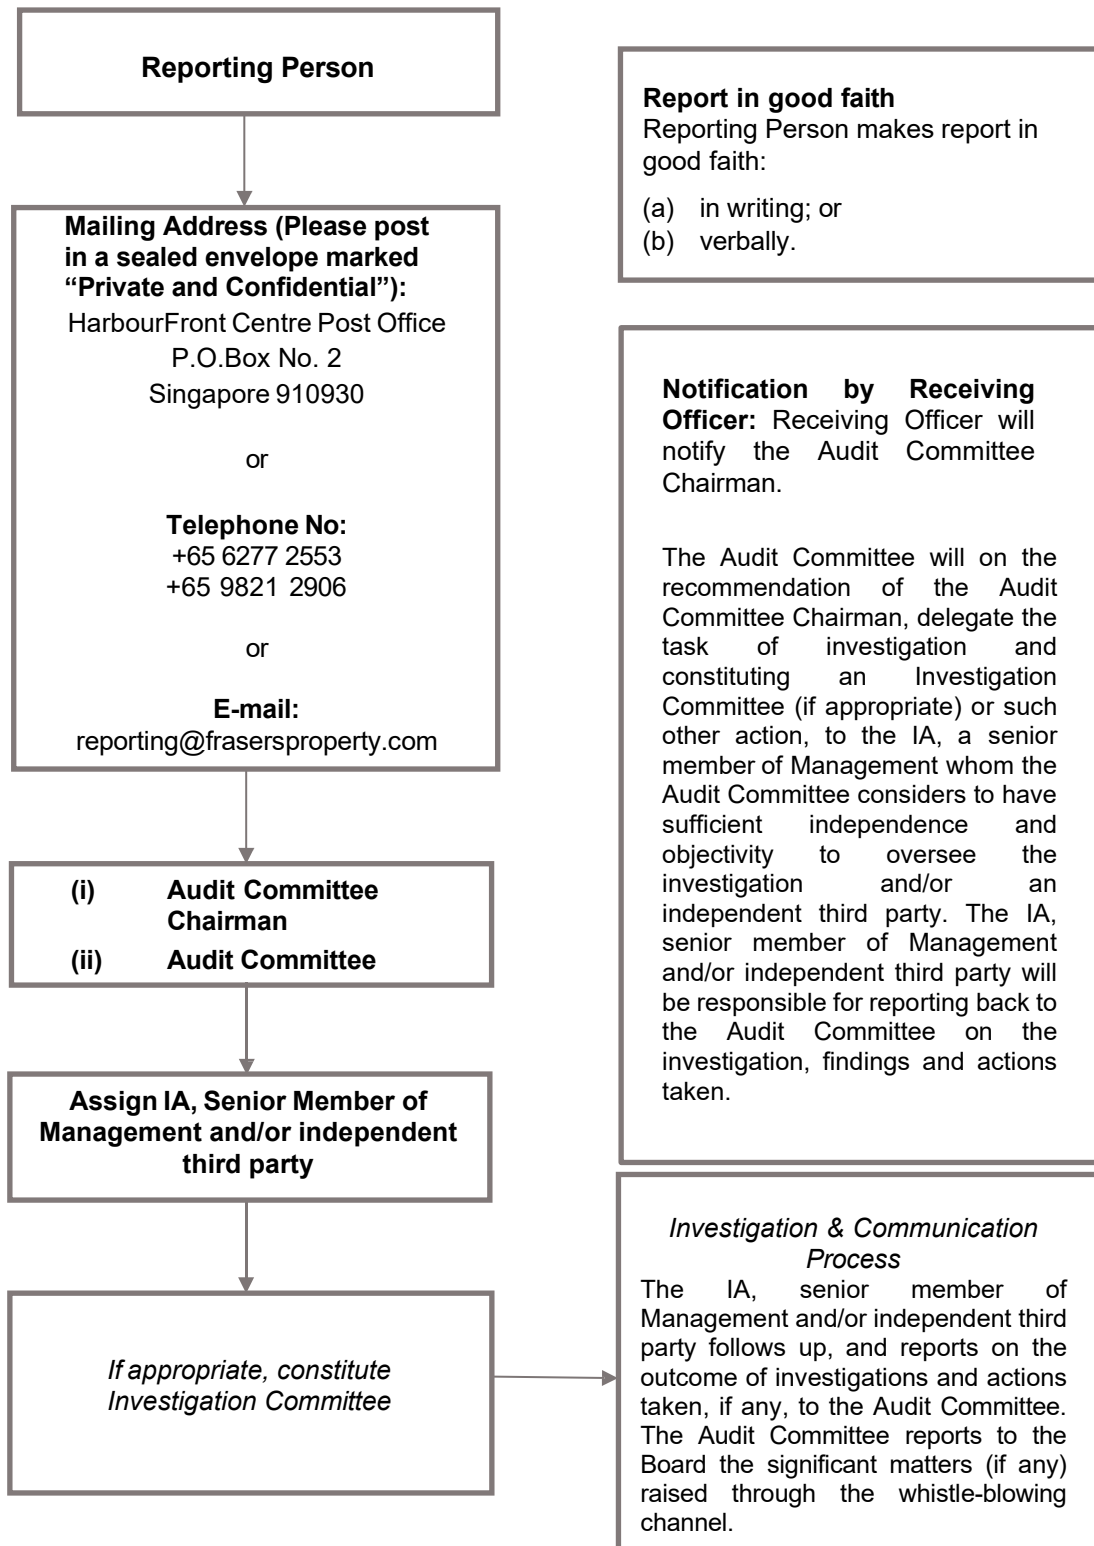 Reporting Person
Mailing Address (Please post
in a sealed envelope marked
“Private and Confidential”):
HarbourFront Centre Post Office
P.O.Box No. 2
Singapore 910930
or
Telephone No:
+65 6277 2553
+65 9821 2906
or
E-mail:
reporting@frasersproperty.com
(i) Audit Committee
Chairman
(ii) Audit Committee
Assign IA, Senior Member of
Management and/or independent
third party
If appropriate, constitute
Investigation Committee
Report in good faith
Reporting Person makes report in
good faith:
(a) in writing; or
(b) verbally.
Notification by Receiving
Officer: Receiving Officer will
notify the Audit Committee
Chairman.
The Audit Committee will on the
recommendation of the Audit
Committee Chairman, delegate the
task of investigation and
constituting an Investigation
Committee (if appropriate) or such
other action, to the IA, a senior
member of Management whom the
Audit Committee considers to have
sufficient independence and
objectivity to oversee the
investigation and/or an
independent third party. The IA,
senior member of Management
and/or independent third party will
be responsible for reporting back to
the Audit Committee on the
investigation, findings and actions
taken.
Investigation & Communication
Process
The IA, senior member of
Management and/or independent third
party follows up, and reports on the
outcome of investigations and actions
taken, if any, to the Audit Committee.
The Audit Committee reports to the
Board the significant matters (if any)
raised through the whistle-blowing
channel.